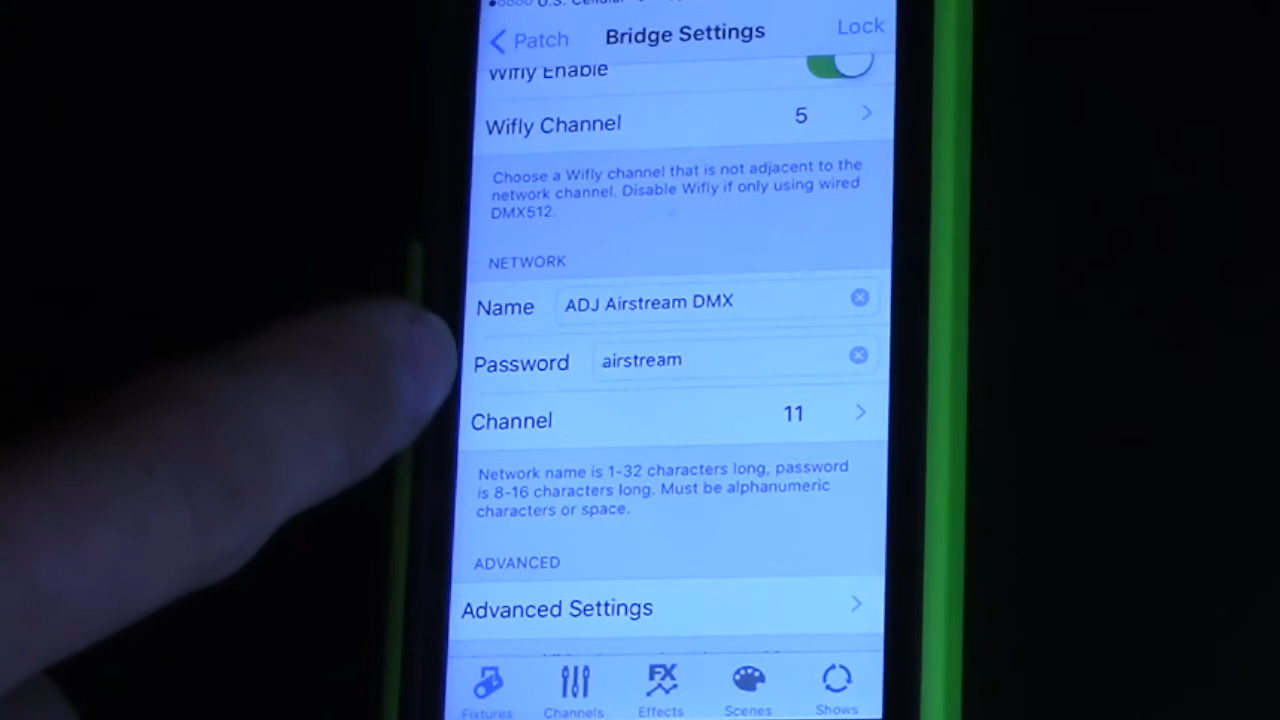 U.S. Cellular
Patch Bridge Settings Lock
Wifly Enable
Wifly Channel 5
Choose a Wifly channel that is not adjacent to the
network channel. Disable Wifly if only using wired
DMX512.
NETWORK
Name ADJ Airstream DMX
Password airstream
Channel 11
Network name is 1-32 characters long, password
is 8-16 characters long. Must be alphanumeric
characters or space.
ADVANCED
Advanced Settings
FX
Fixtures Channels Effects Scenes Shows